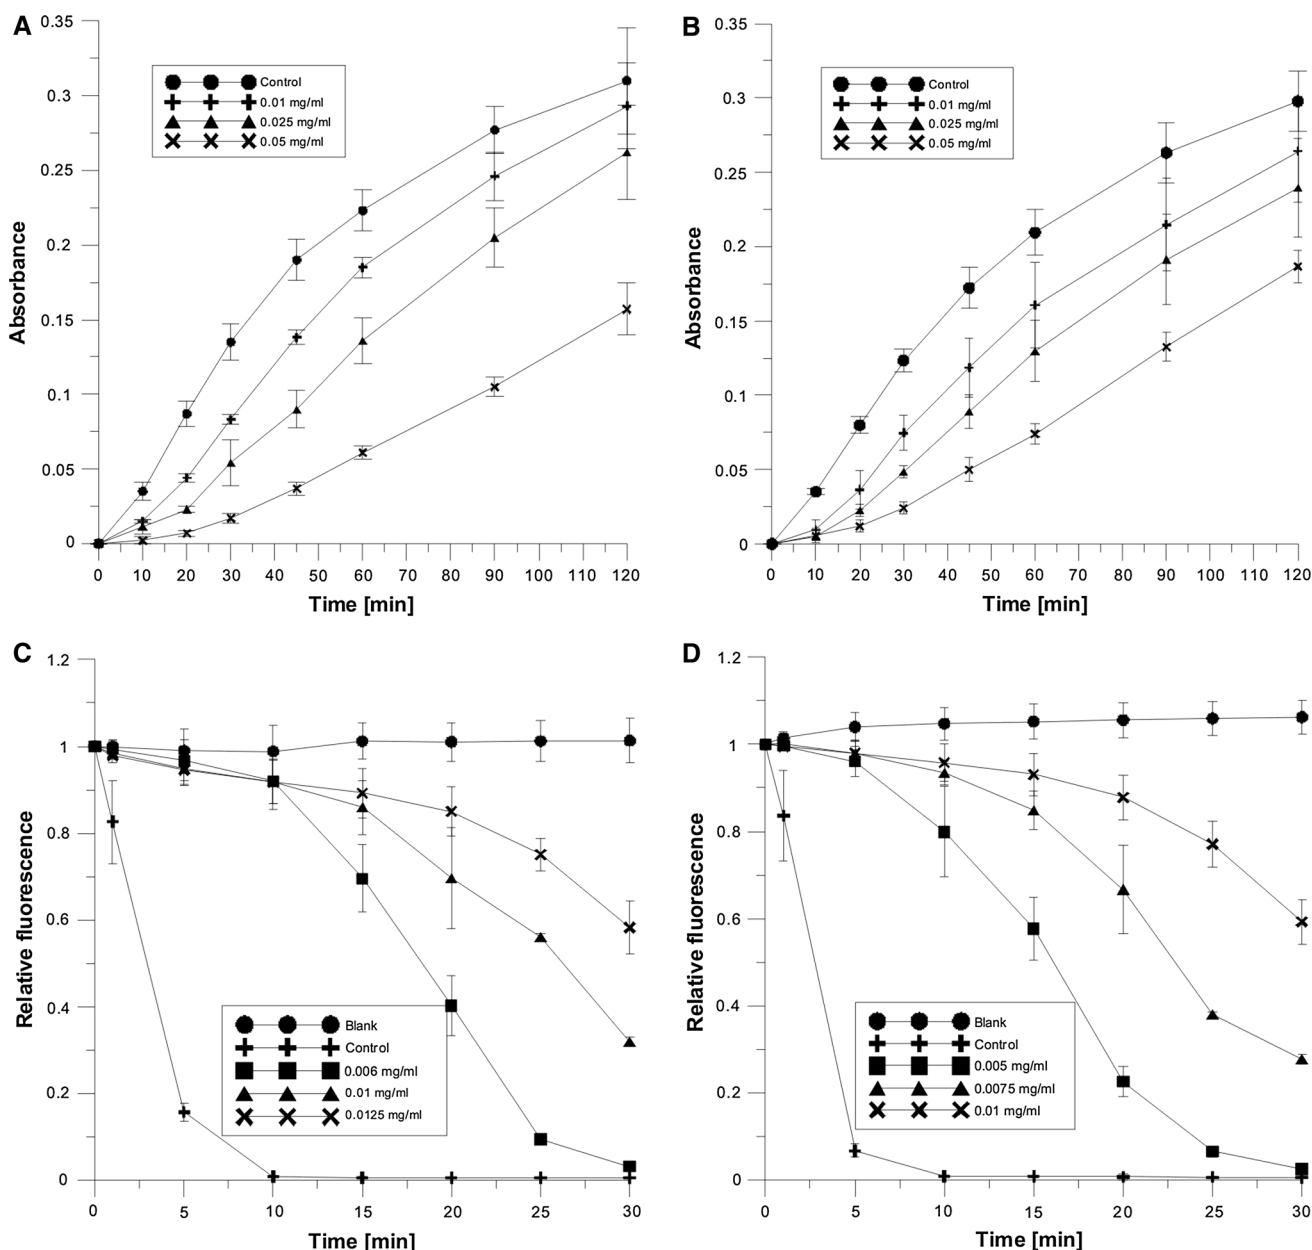 A
Absorbance
0.35
0.3
0.25
0.2
0.15
0.1
0.05
0
Control
0.01 mg/ml
0.025 mg/ml
0.05 mg/ml
0 10 20 30 40 50 60 70 80 90 100 110 120
Time [min]
B
Absorbance
0.35
0.3
0.25
0.2
0.15
0.1
0.05
0
Control
0.01 mg/ml
0.025 mg/ml
0.05 mg/ml
0 10 20 30 40 50 60 70 80 90 100 110 120
Time [min]
C
Relative fluorescence
1.2
1
0.8
0.6
0.4
0.2
0
Blank
Control
0.006 mg/ml
0.01 mg/ml
0.0125 mg/ml
0 5 10 15 20 25 30
Time [min]
D
Relative fluorescence
1.2
1
0.8
0.6
0.4
0.2
0
Blank
Control
0.005 mg/ml
0.0075 mg/ml
0.01 mg/ml
0 5 10 15 20 25 30
Time [min]